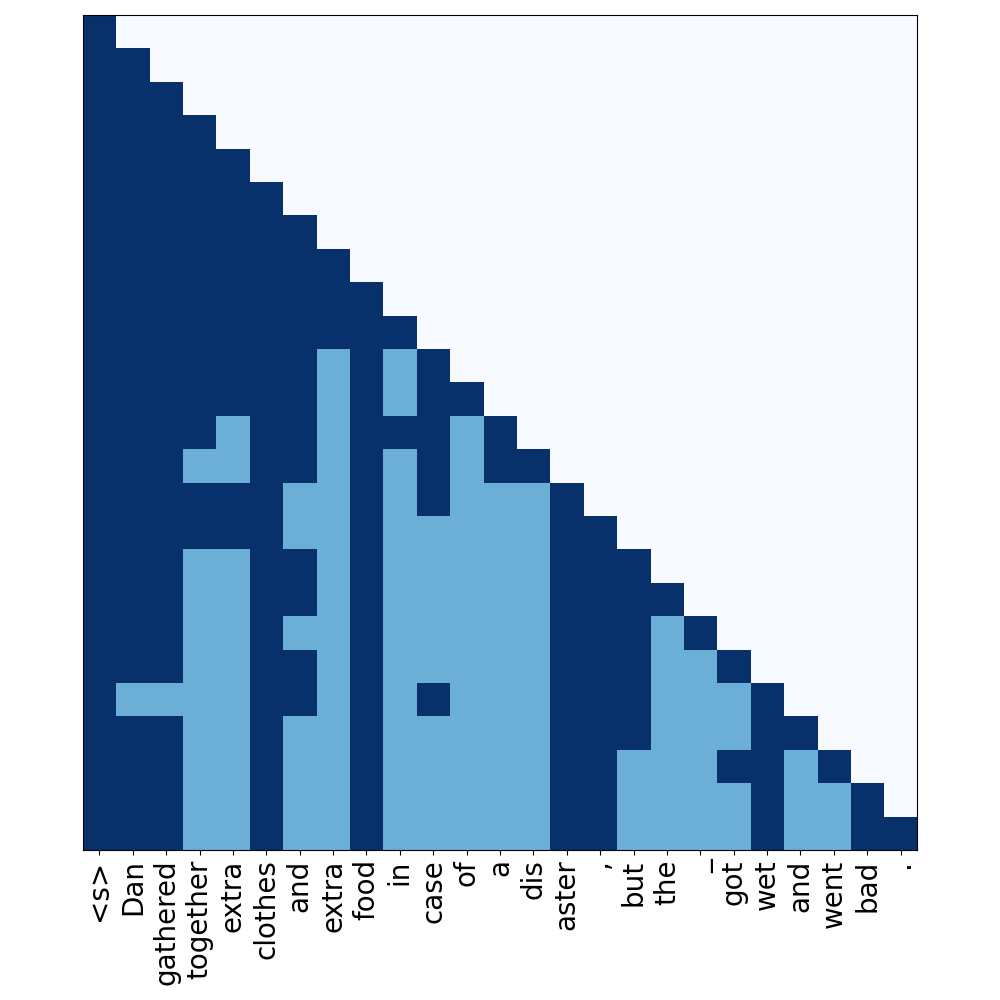 <s>
Dan
gathered
together
extra
clothes
and
extra
food
in
case
of
a
dis
aster
,
but
the
_
got
wet
and
went
bad
.